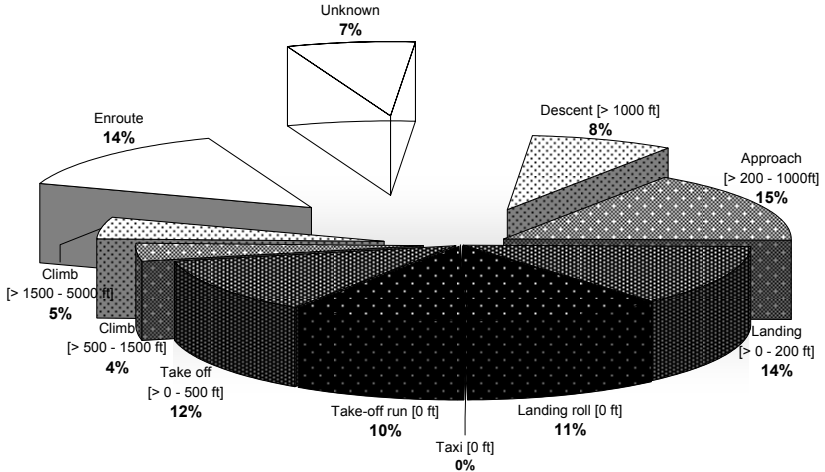 Unknown
7%
Enroute
14%
Descent [> 1000 ft]
8%
Approach
[> 200 - 1000ft]
15%
Climb
[> 1500 - 5000 ft]
5%
Climb
[> 500 - 1500 ft]
4%
Take off
[> 0 - 500 ft]
12%
Take-off run [0 ft]
10%
Taxi [0 ft]
0%
Landing roll [0 ft]
11%
Landing
[> 0 - 200 ft]
14%